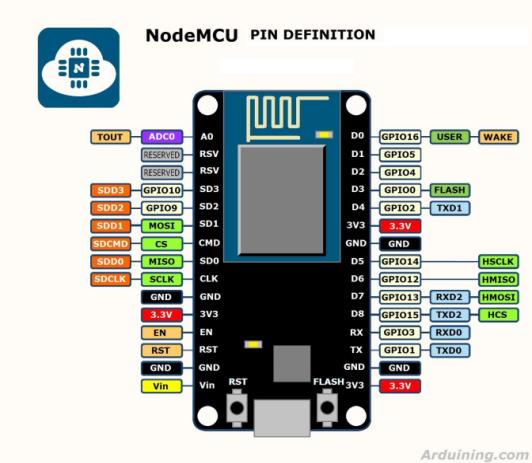 NodeMCU PIN DEFINITION
N
TOUT ADC0 A0 D0 GPIO16 USER WAKE
RESERVED RSV D1 GPIO5
RESERVED RSV D2 GPIO4
SDD3 GPIO10 SD3 D3 GPIO0 FLASH
SDD2 GPIO9 SD2 D4 GPIO2 TXD1
SDD1 MOSI SD1 3V3 3.3V
SDCMD CS CMD GND GND
SDD0 MISO SD0 D5 GPIO14 HSCLK
SDCLK SCLK CLK D6 GPIO12 HMISO
GND GND D7 GPIO13 RXD2 HMOSI
3.3V 3V3 D8 GPIO15 TXD2 HCS
EN EN RX GPIO3 RXD0
RST RST TX GPIO1 TXD0
GND GND GND GND
Vin Vin RST FLASH 3V3 3.3V
Arduining.com